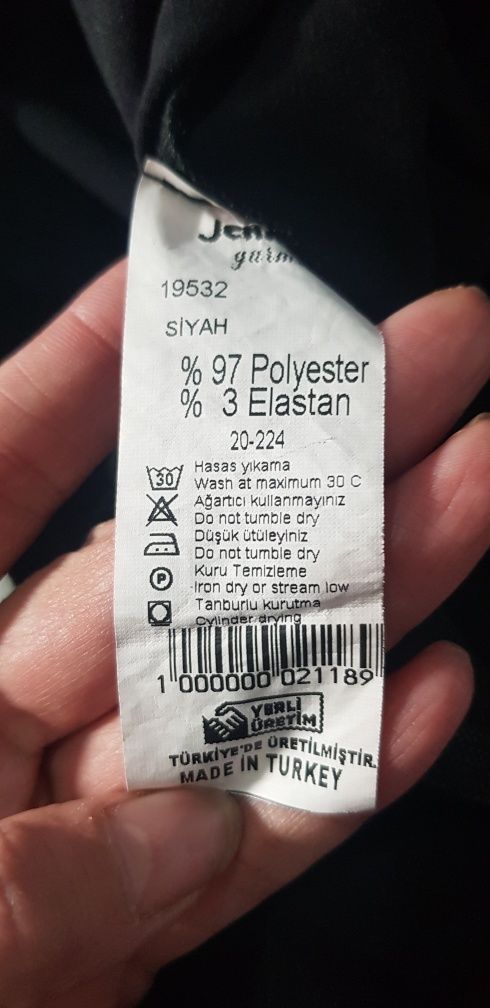 19532
SİYAH
% 97 Polyester
% 3 Elastan
20-224
30
Hasas yıkama
Wash at maximum 30 C
Ağartıcı kullanmayınız
Do not tumble dry
Düşük ütüleyiniz
Do not tumble dry
P
Kuru Temizleme
Iron dry or stream low
Tanburlu kurutma
Cylinder drying
1 000000 021189
YERLİ
ÜRETİM
TÜRKİYE'DE ÜRETİLMİŞTİR.
MADE İN TURKEY